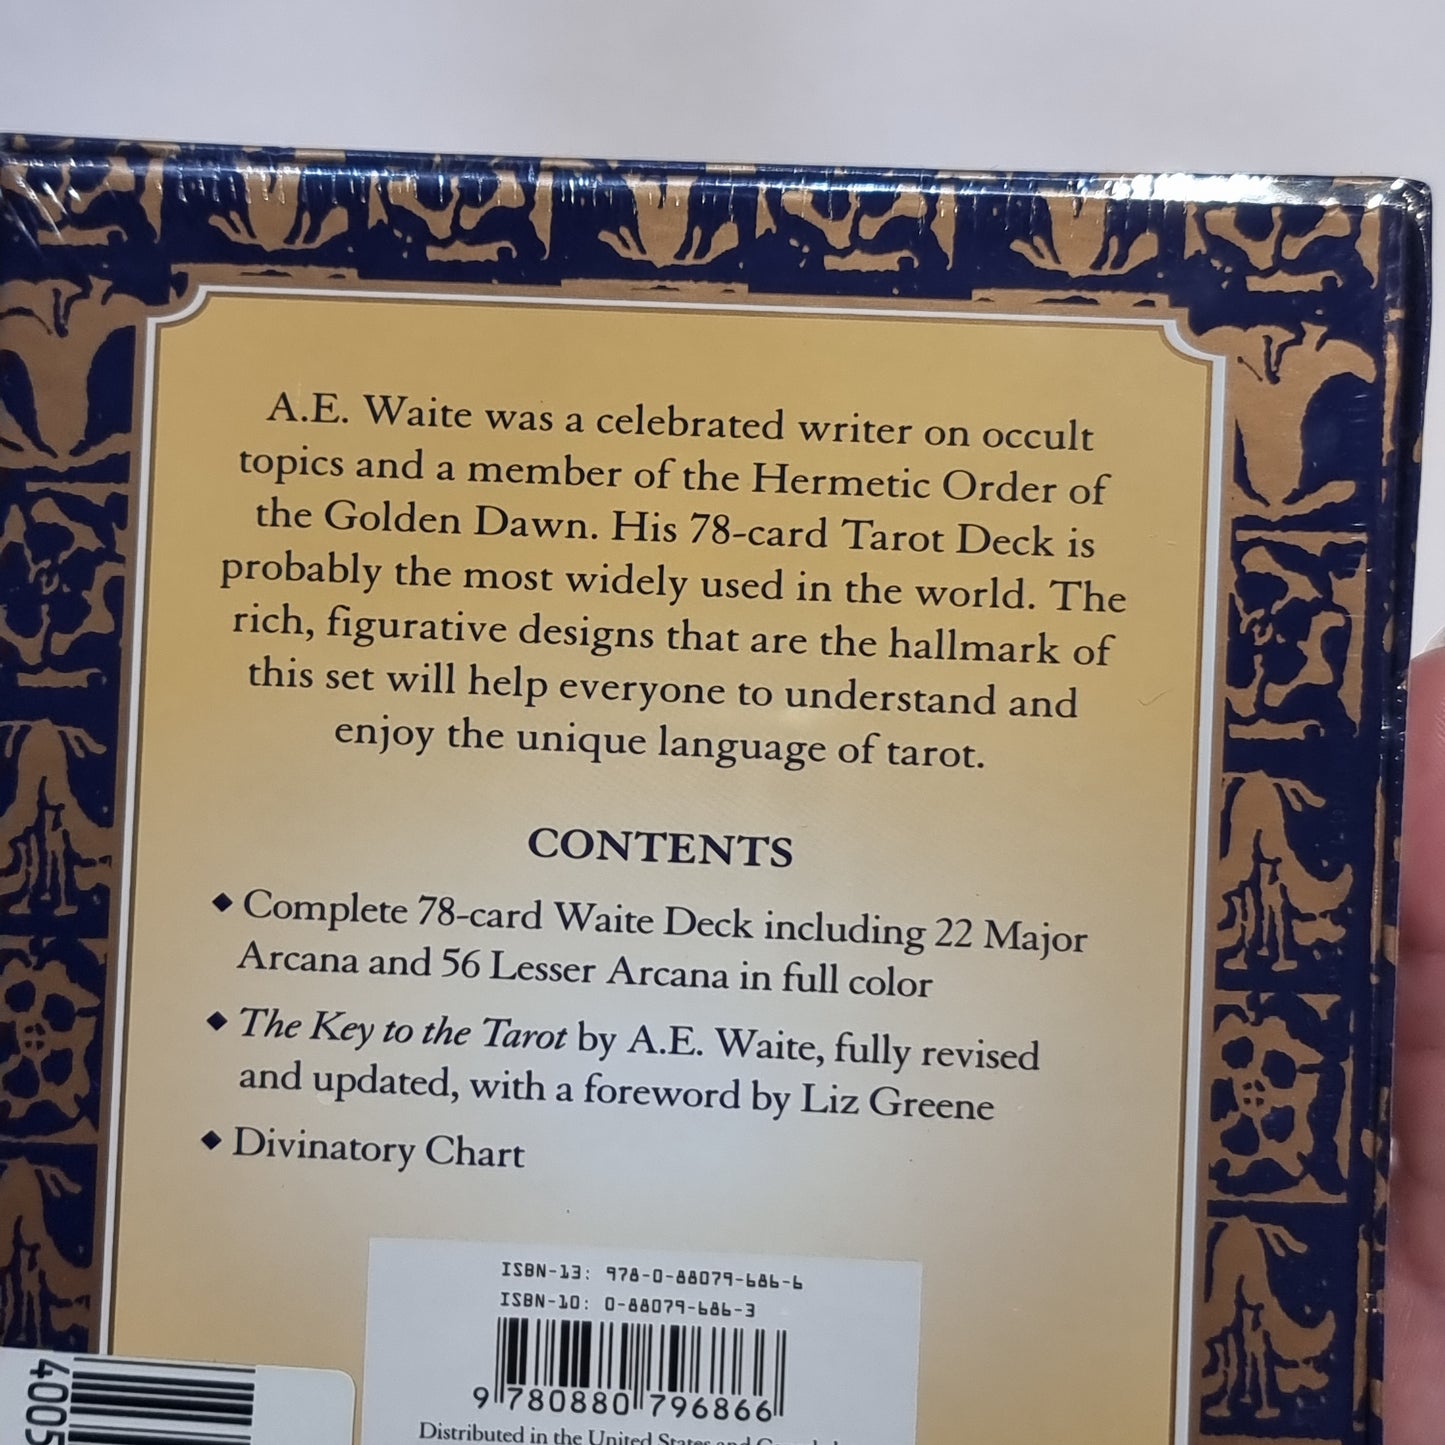 A.E. Waite was a celebrated writer on occult
topics and a member of the Hermetic Order of
the Golden Dawn. His 78-card Tarot Deck is
probably the most widely used in the world. The
rich, figurative designs that are the hallmark of
this set will help everyone to understand and
enjoy the unique language of tarot.
CONTENTS
◆ Complete 78-card Waite Deck including 22 Major
Arcana and 56 Lesser Arcana in full color
◆ The Key to the Tarot by A.E. Waite, fully revised
and updated, with a foreword by Liz Greene
◆ Divinatory Chart
ISBN-13: 978-0-88079-686-6
ISBN-10: 0-88079-686-3
9 780880 796866
Distributed in the United States and
4005